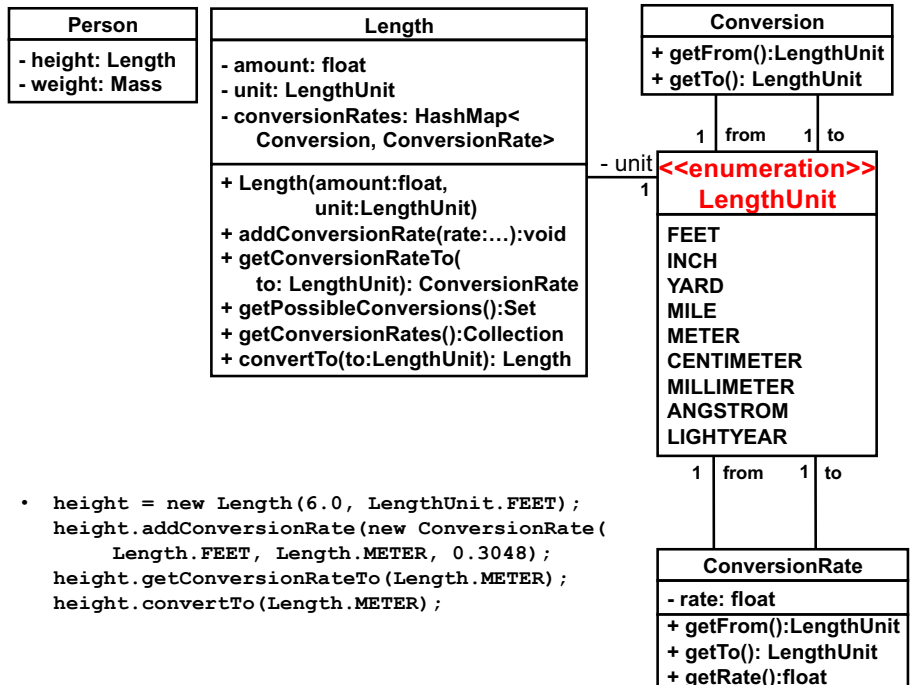 Person
- height: Length
- weight: Mass
Length
- amount: float
- unit: LengthUnit
- conversionRates: HashMap<
Conversion, ConversionRate>
+ Length(amount:float,
unit:LengthUnit)
+ addConversionRate(rate:…):void
+ getConversionRateTo(
to: LengthUnit): ConversionRate
+ getPossibleConversions():Set
+ getConversionRates():Collection
+ convertTo(to:LengthUnit): Length
Conversion
+ getFrom():LengthUnit
+ getTo(): LengthUnit
1 from 1 to
- unit
1
<<enumeration>>
LengthUnit
FEET
INCH
YARD
MILE
METER
CENTIMETER
MILLIMETER
ANGSTROM
LIGHTYEAR
1 from 1 to
ConversionRate
- rate: float
+ getFrom():LengthUnit
+ getTo(): LengthUnit
+ getRate():float
• height = new Length(6.0, LengthUnit.FEET);
height.addConversionRate(new ConversionRate(
Length.FEET, Length.METER, 0.3048);
height.getConversionRateTo(Length.METER);
height.convertTo(Length.METER);